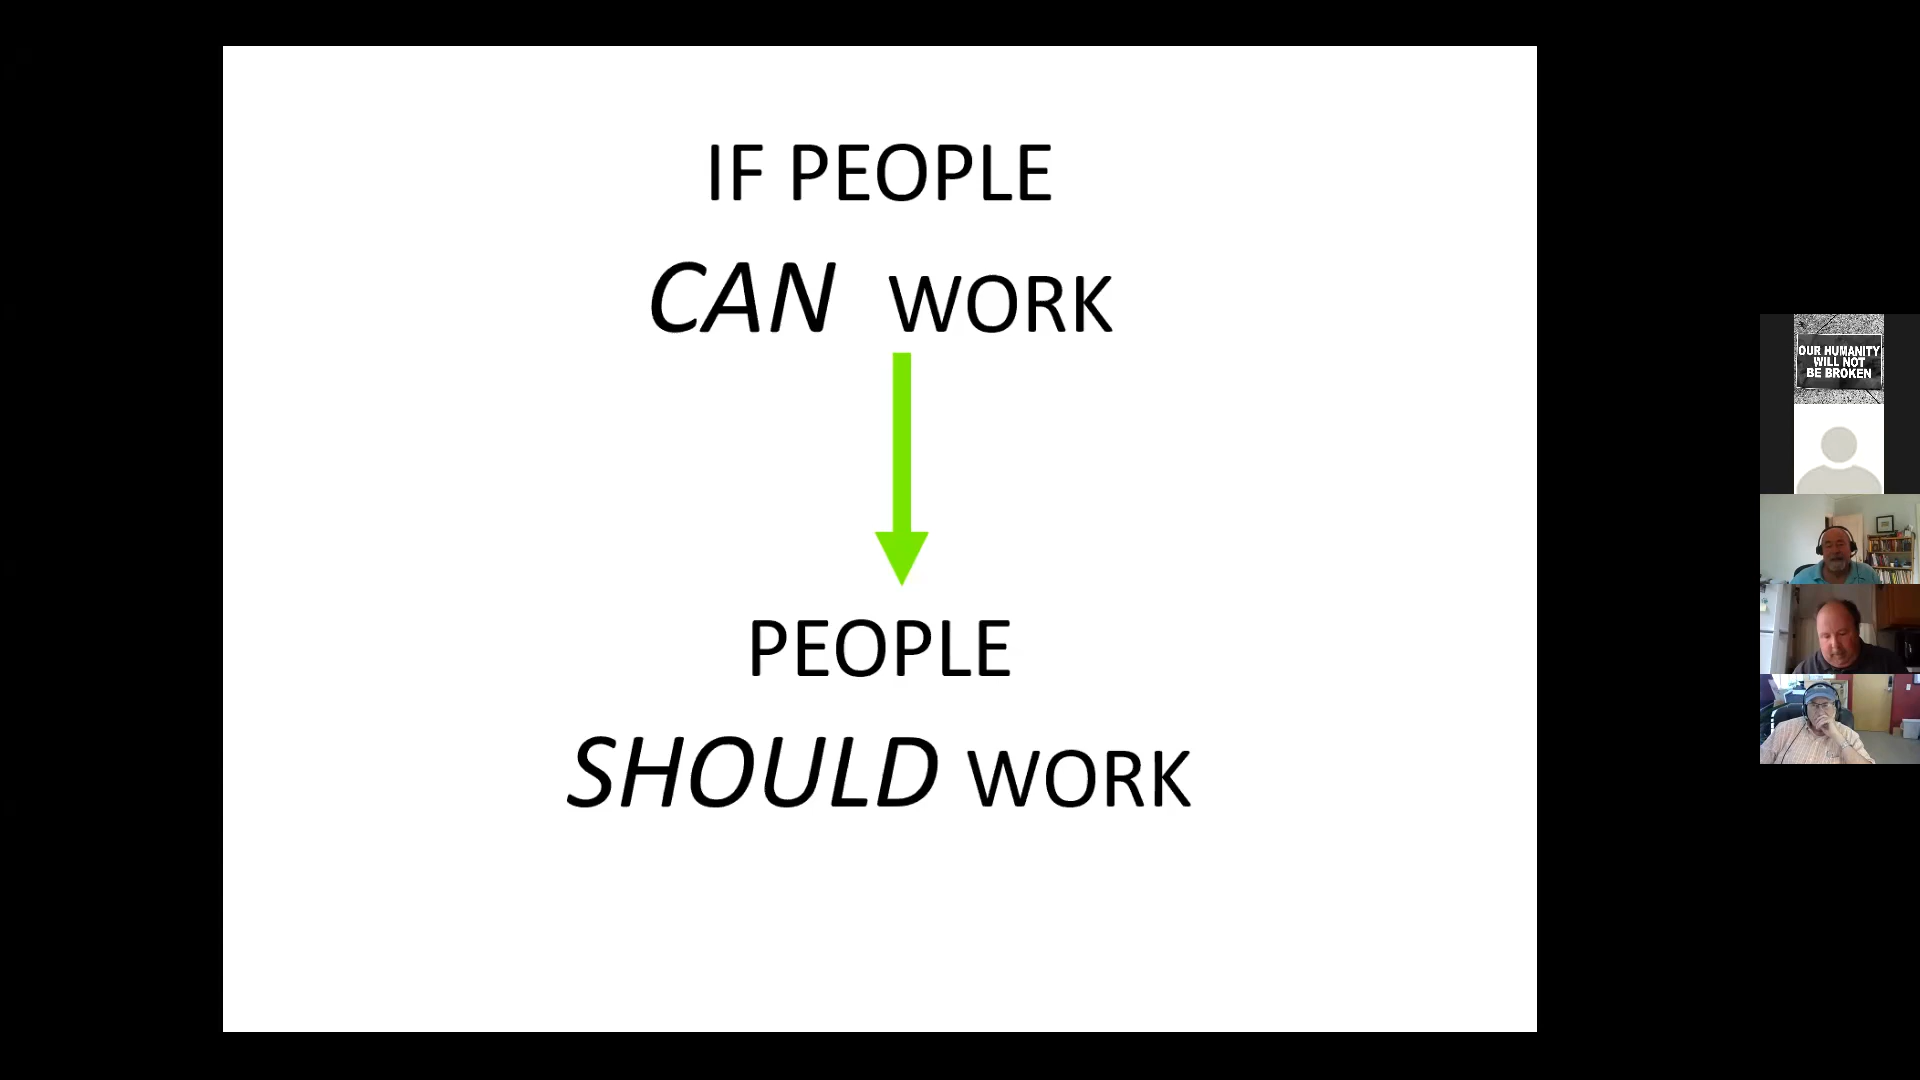 IF PEOPLE
CAN WORK
PEOPLE
SHOULD WORK
OUR HUMANITY
WILL NOT
BE BROKEN